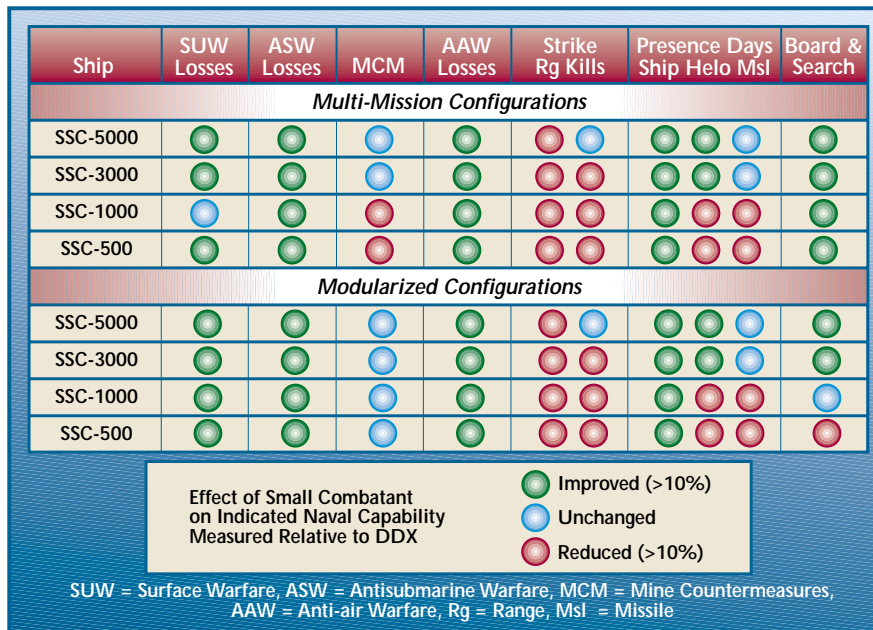 Ship SUW Losses ASW Losses MCM AAW Losses Strike Rg Kills Presence Days Ship Helo Msl Board & Search
Multi-Mission Configurations
SSC-5000
SSC-3000
SSC-1000
SSC-500
Modularized Configurations
SSC-5000
SSC-3000
SSC-1000
SSC-500
Effect of Small Combatant
on Indicated Naval Capability
Measured Relative to DDX
Improved (>10%)
Unchanged
Reduced (>10%)
SUW = Surface Warfare, ASW = Antisubmarine Warfare, MCM = Mine Countermeasures,
AAW = Anti-air Warfare, Rg = Range, Msl = Missile